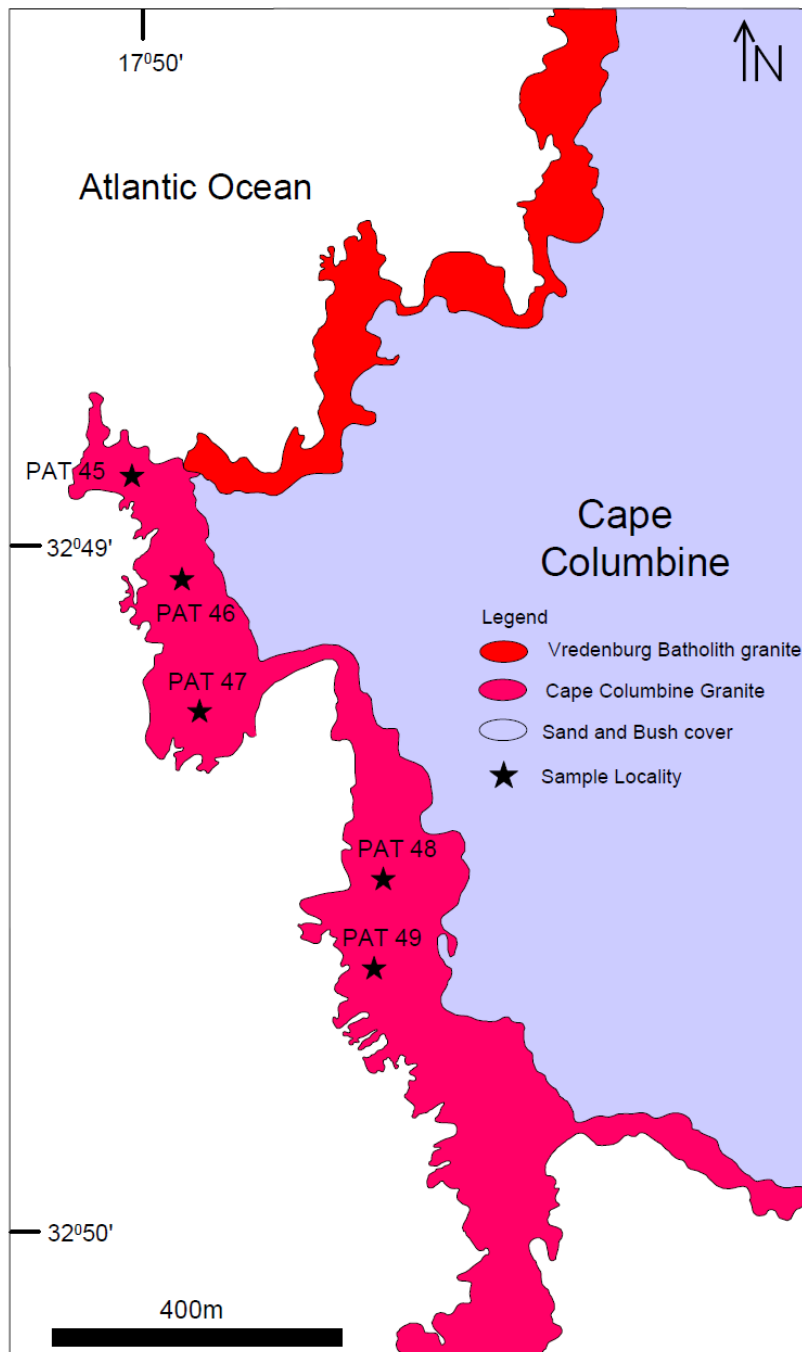 17⁰50'
N
Atlantic Ocean
PAT 45
Cape
Columbine
32⁰49'
PAT 46
Legend
Vredenburg Batholith granite
PAT 47
Cape Columbine Granite
Sand and Bush cover
Sample Locality
PAT 48
PAT 49
32⁰50'
400m